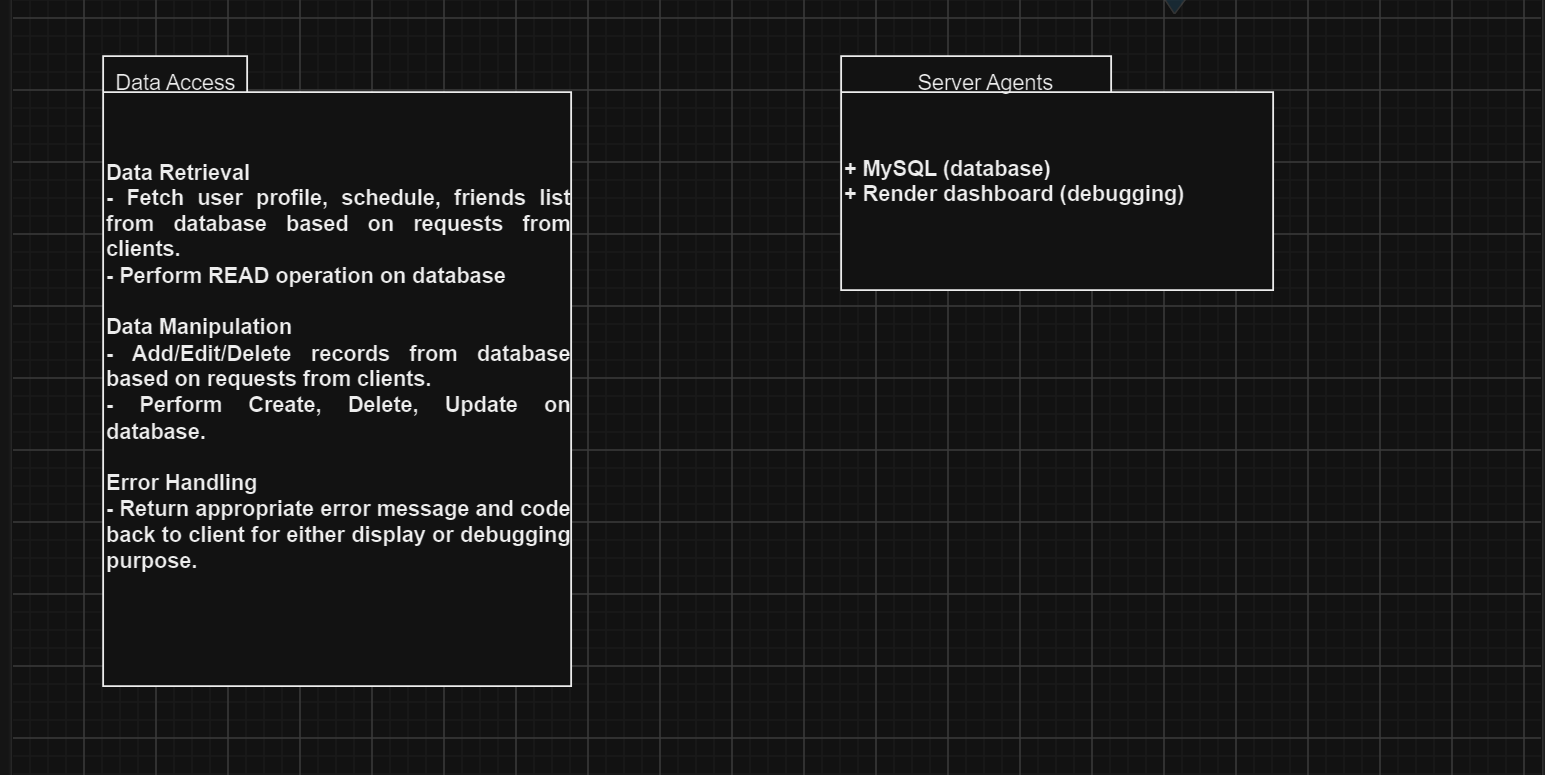 Data Access
Data Retrieval
- Fetch user profile, schedule, friends list
from database based on requests from
clients.
- Perform READ operation on database
Data Manipulation
- Add/Edit/Delete records from database
based on requests from clients.
- Perform Create, Delete, Update on
database.
Error Handling
- Return appropriate error message and code
back to client for either display or debugging
purpose.
Server Agents
+ MySQL (database)
+ Render dashboard (debugging)